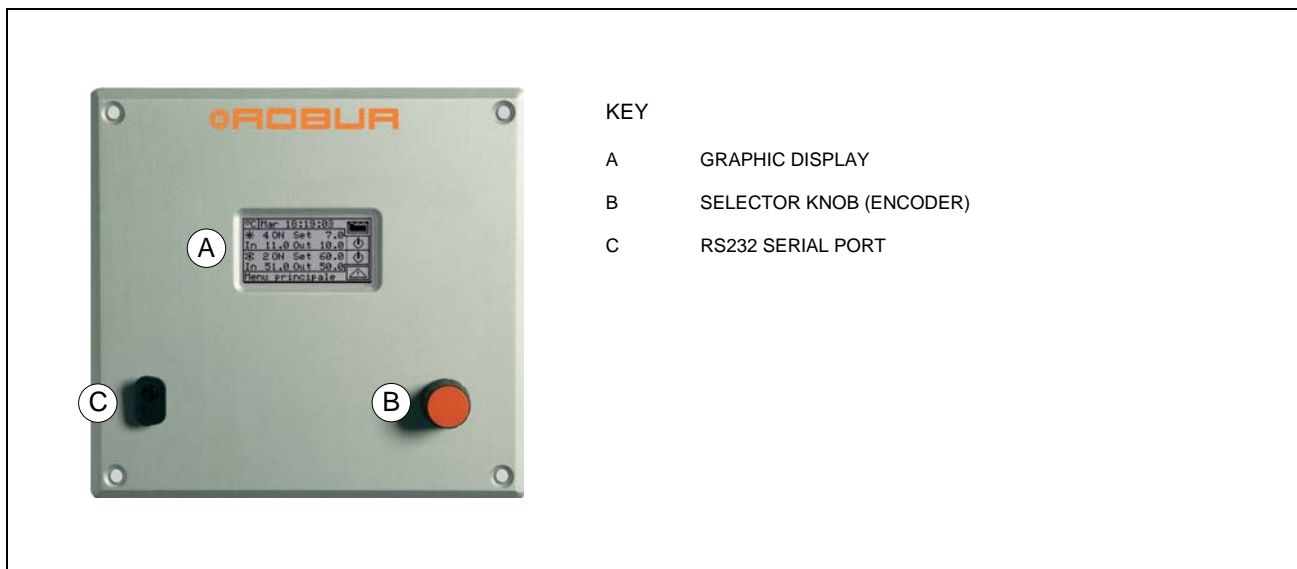 ROBUR
°C Mar 18:19:03
4 ON Set 7.0
In 11.0 Out 10.0
2 ON Set 60.0
In 51.0 Out 50.0
Menu principale
A
B
C
KEY
A GRAPHIC DISPLAY
B SELECTOR KNOB (ENCODER)
C RS232 SERIAL PORT